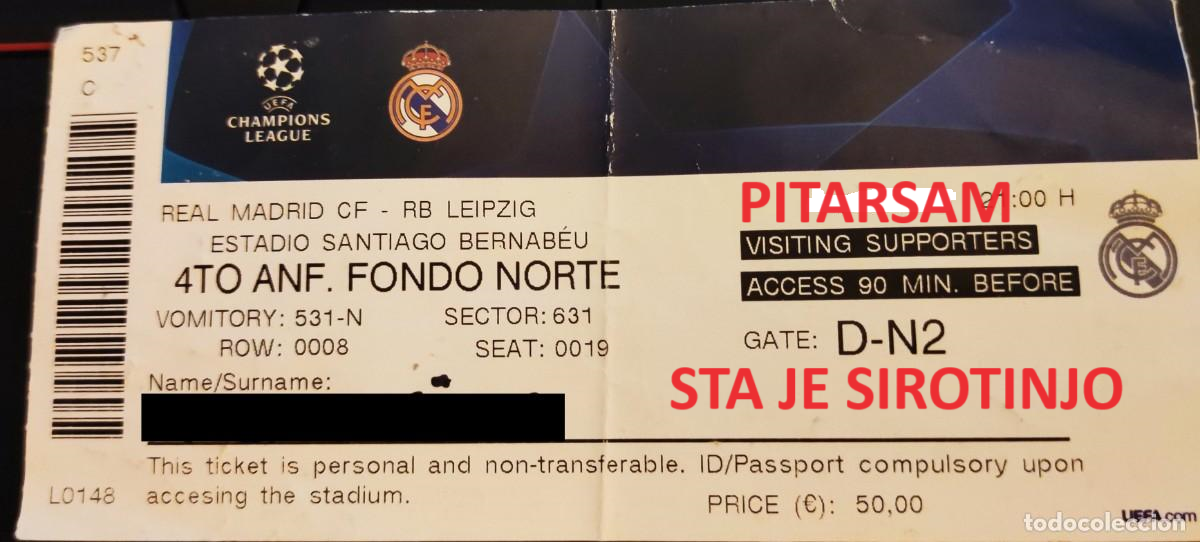 537
C
UEFA
CHAMPIONS
LEAGUE
REAL MADRID CF - RB LEIPZIG
ESTADIO SANTIAGO BERNABÉU
4TO ANF. FONDO NORTE
VOMITORY: 531-N SECTOR: 631
ROW: 0008 SEAT: 0019
Name/Surname:
PITARSAM
:00 H
VISITING SUPPORTERS
ACCESS 90 MIN. BEFORE
GATE: D-N2
STA JE SIROTINJO
This ticket is personal and non-transferable. ID/Passport compulsory upon
accesing the stadium.
PRICE (€): 50,00
L0148
UEFA.com
todocoleccion